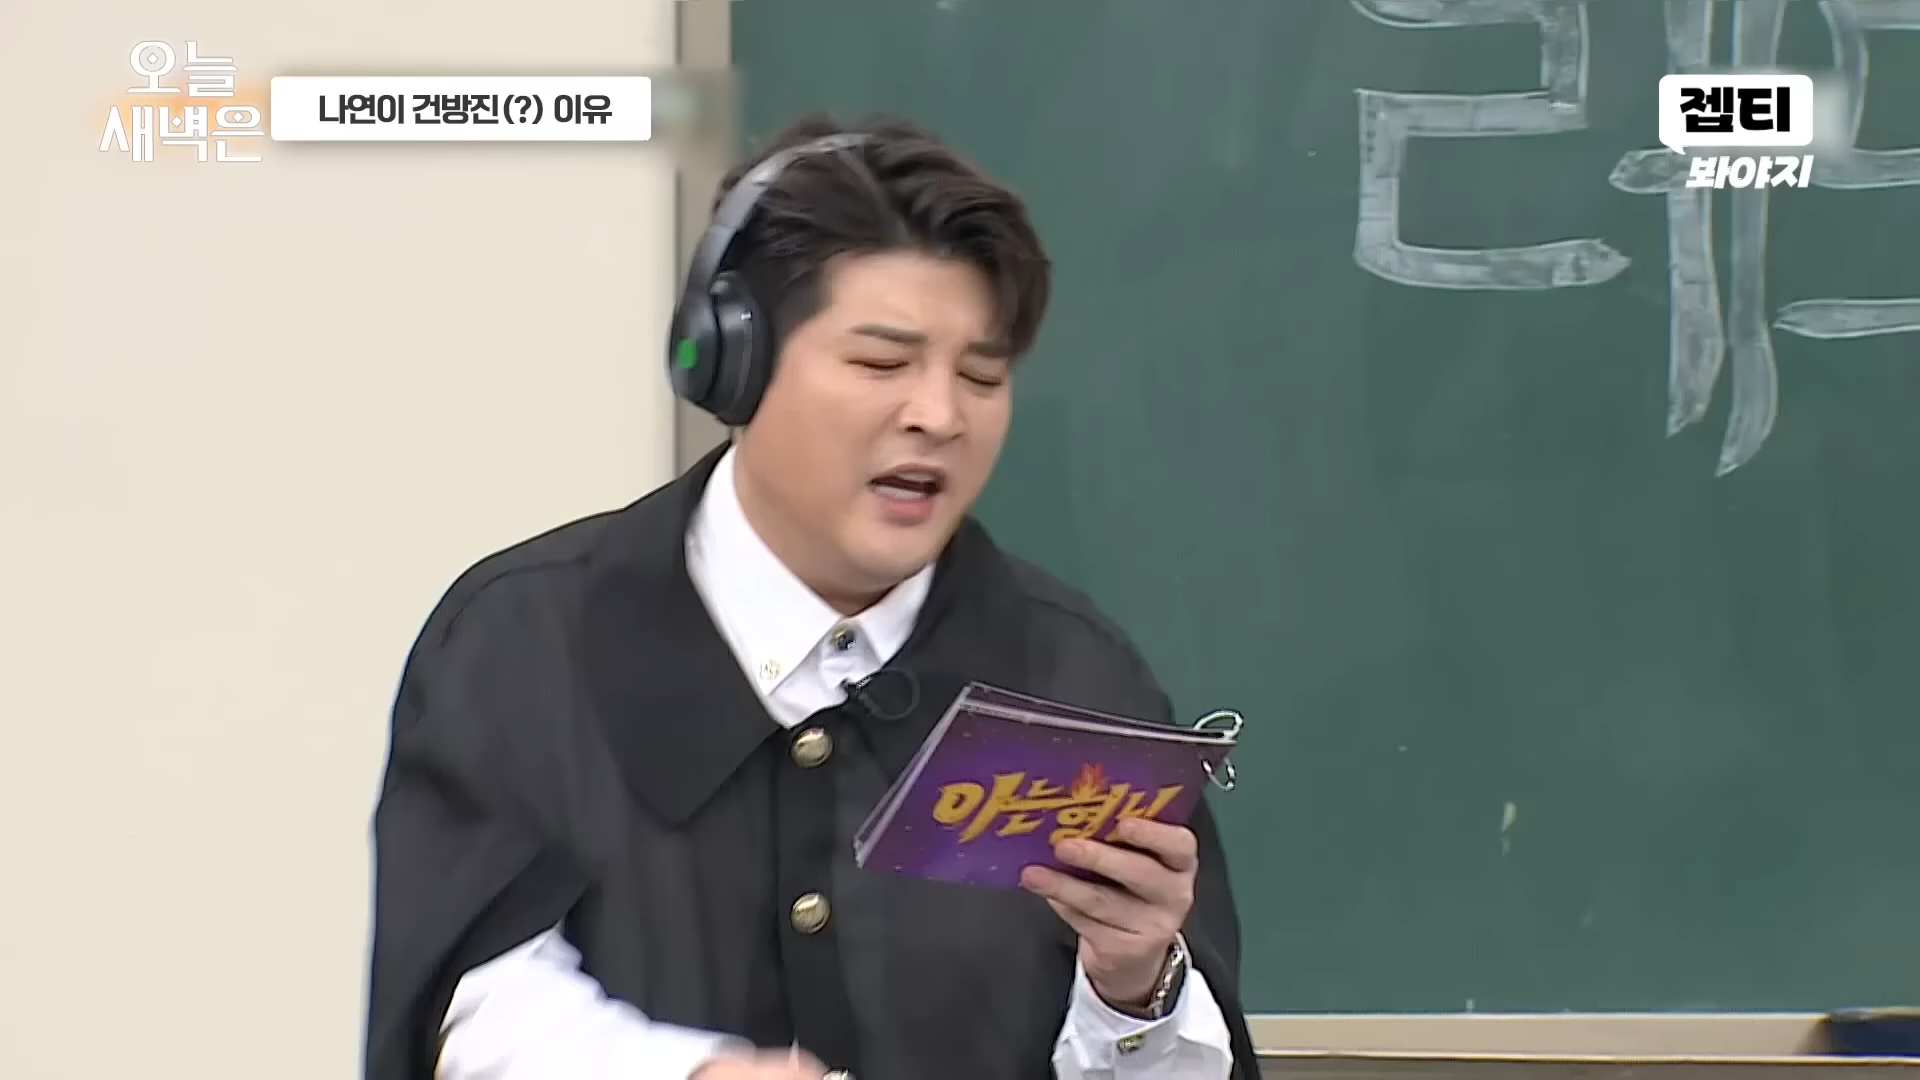 오늘
새벽은
나연이 건방진(?) 이유
젭티
봐야지
아는형님